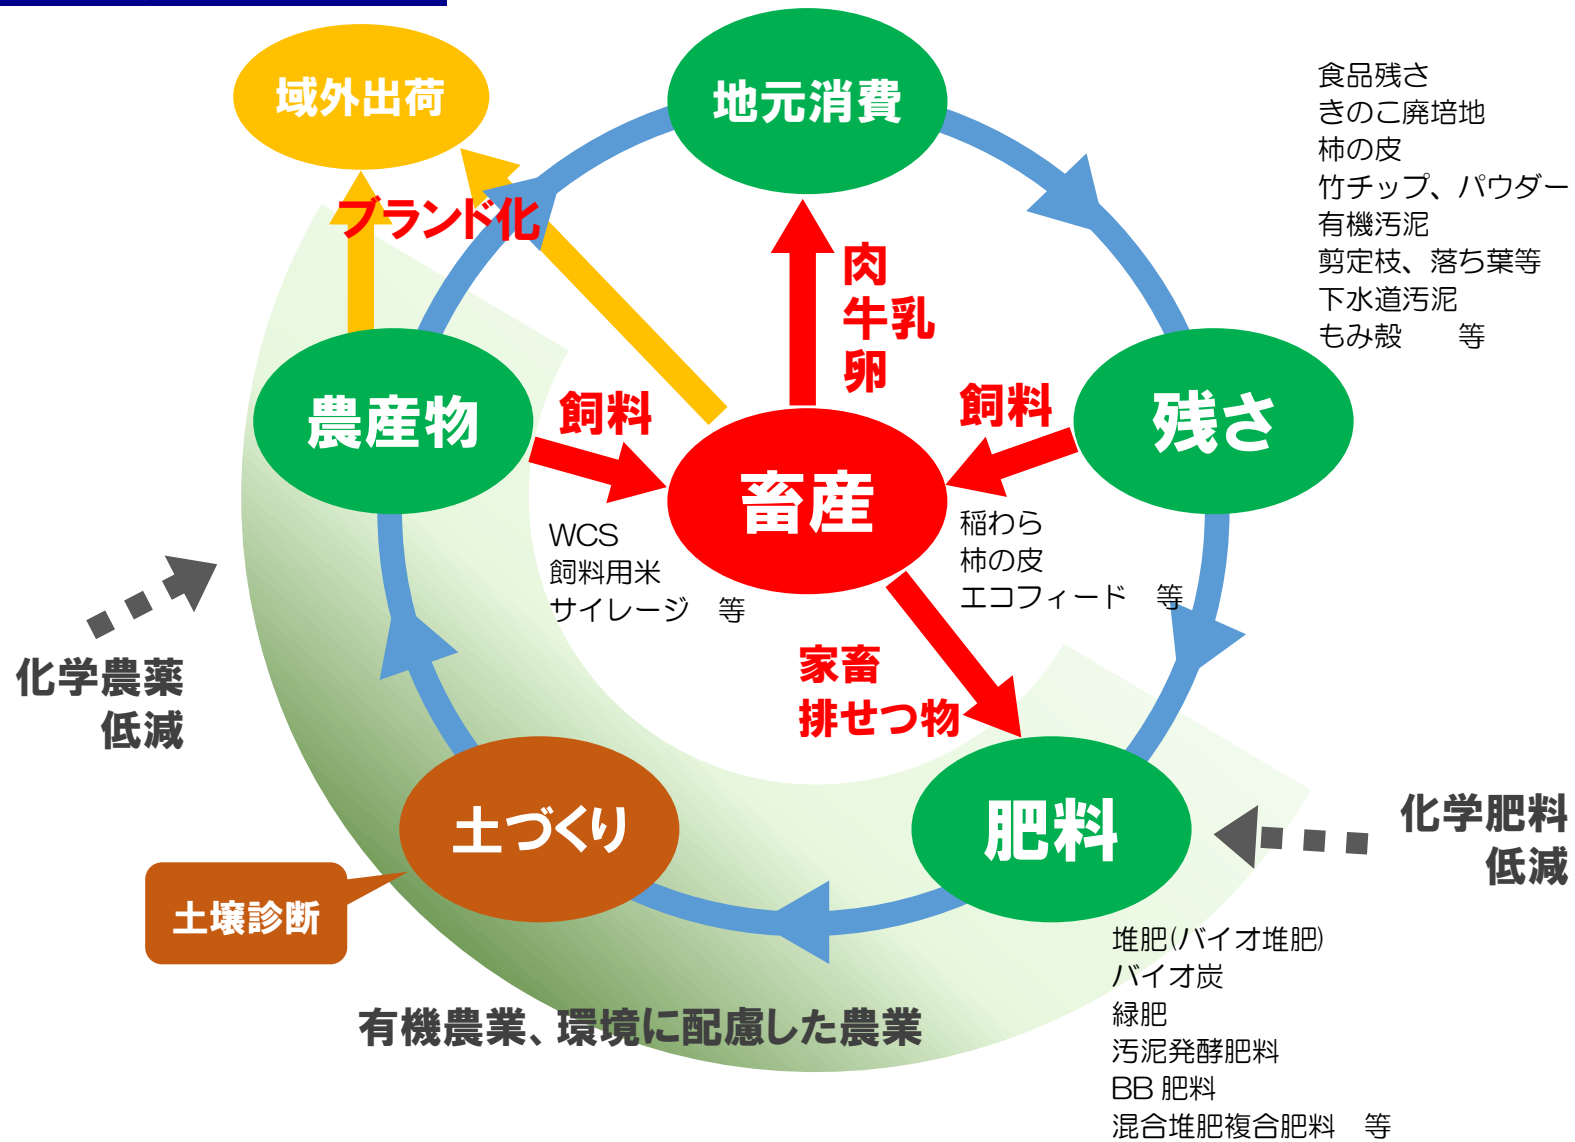 域外出荷
地元消費
食品残さ
きのこ廃培地
柿の皮
竹チップ、パウダー
有機汚泥
剪定枝、落ち葉等
下水道汚泥
もみ殻　　等
ブランド化
肉
牛乳
卵
農産物
飼料
飼料
残さ
畜産
WCS
飼料用米
サイレージ　等
稲わら
柿の皮
エコフィード　等
化学農薬
低減
家畜
排せつ物
土づくり
肥料
化学肥料
低減
土壌診断
堆肥(バイオ堆肥)
バイオ炭
緑肥
汚泥発酵肥料
BB 肥料
混合堆肥複合肥料　等
有機農業、環境に配慮した農業